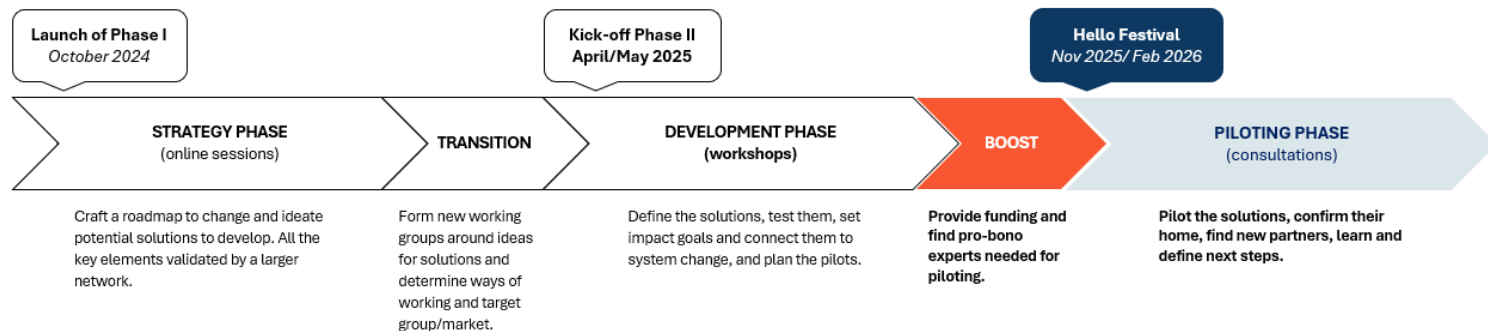 Launch of Phase I
October 2024
Kick-off Phase II
April/May 2025
Hello Festival
Nov 2025/ Feb 2026
STRATEGY PHASE
(online sessions)
TRANSITION
DEVELOPMENT PHASE
(workshops)
BOOST
PILOTING PHASE
(consultations)
Craft a roadmap to change and ideate
potential solutions to develop. All the
key elements validated by a larger
network.
Form new working
groups around ideas
for solutions and
determine ways of
working and target
group/market.
Define the solutions, test them, set
impact goals and connect them to
system change, and plan the pilots.
Provide funding and
find pro-bono
experts needed for
piloting.
Pilot the solutions, confirm their
home, find new partners, learn and
define next steps.